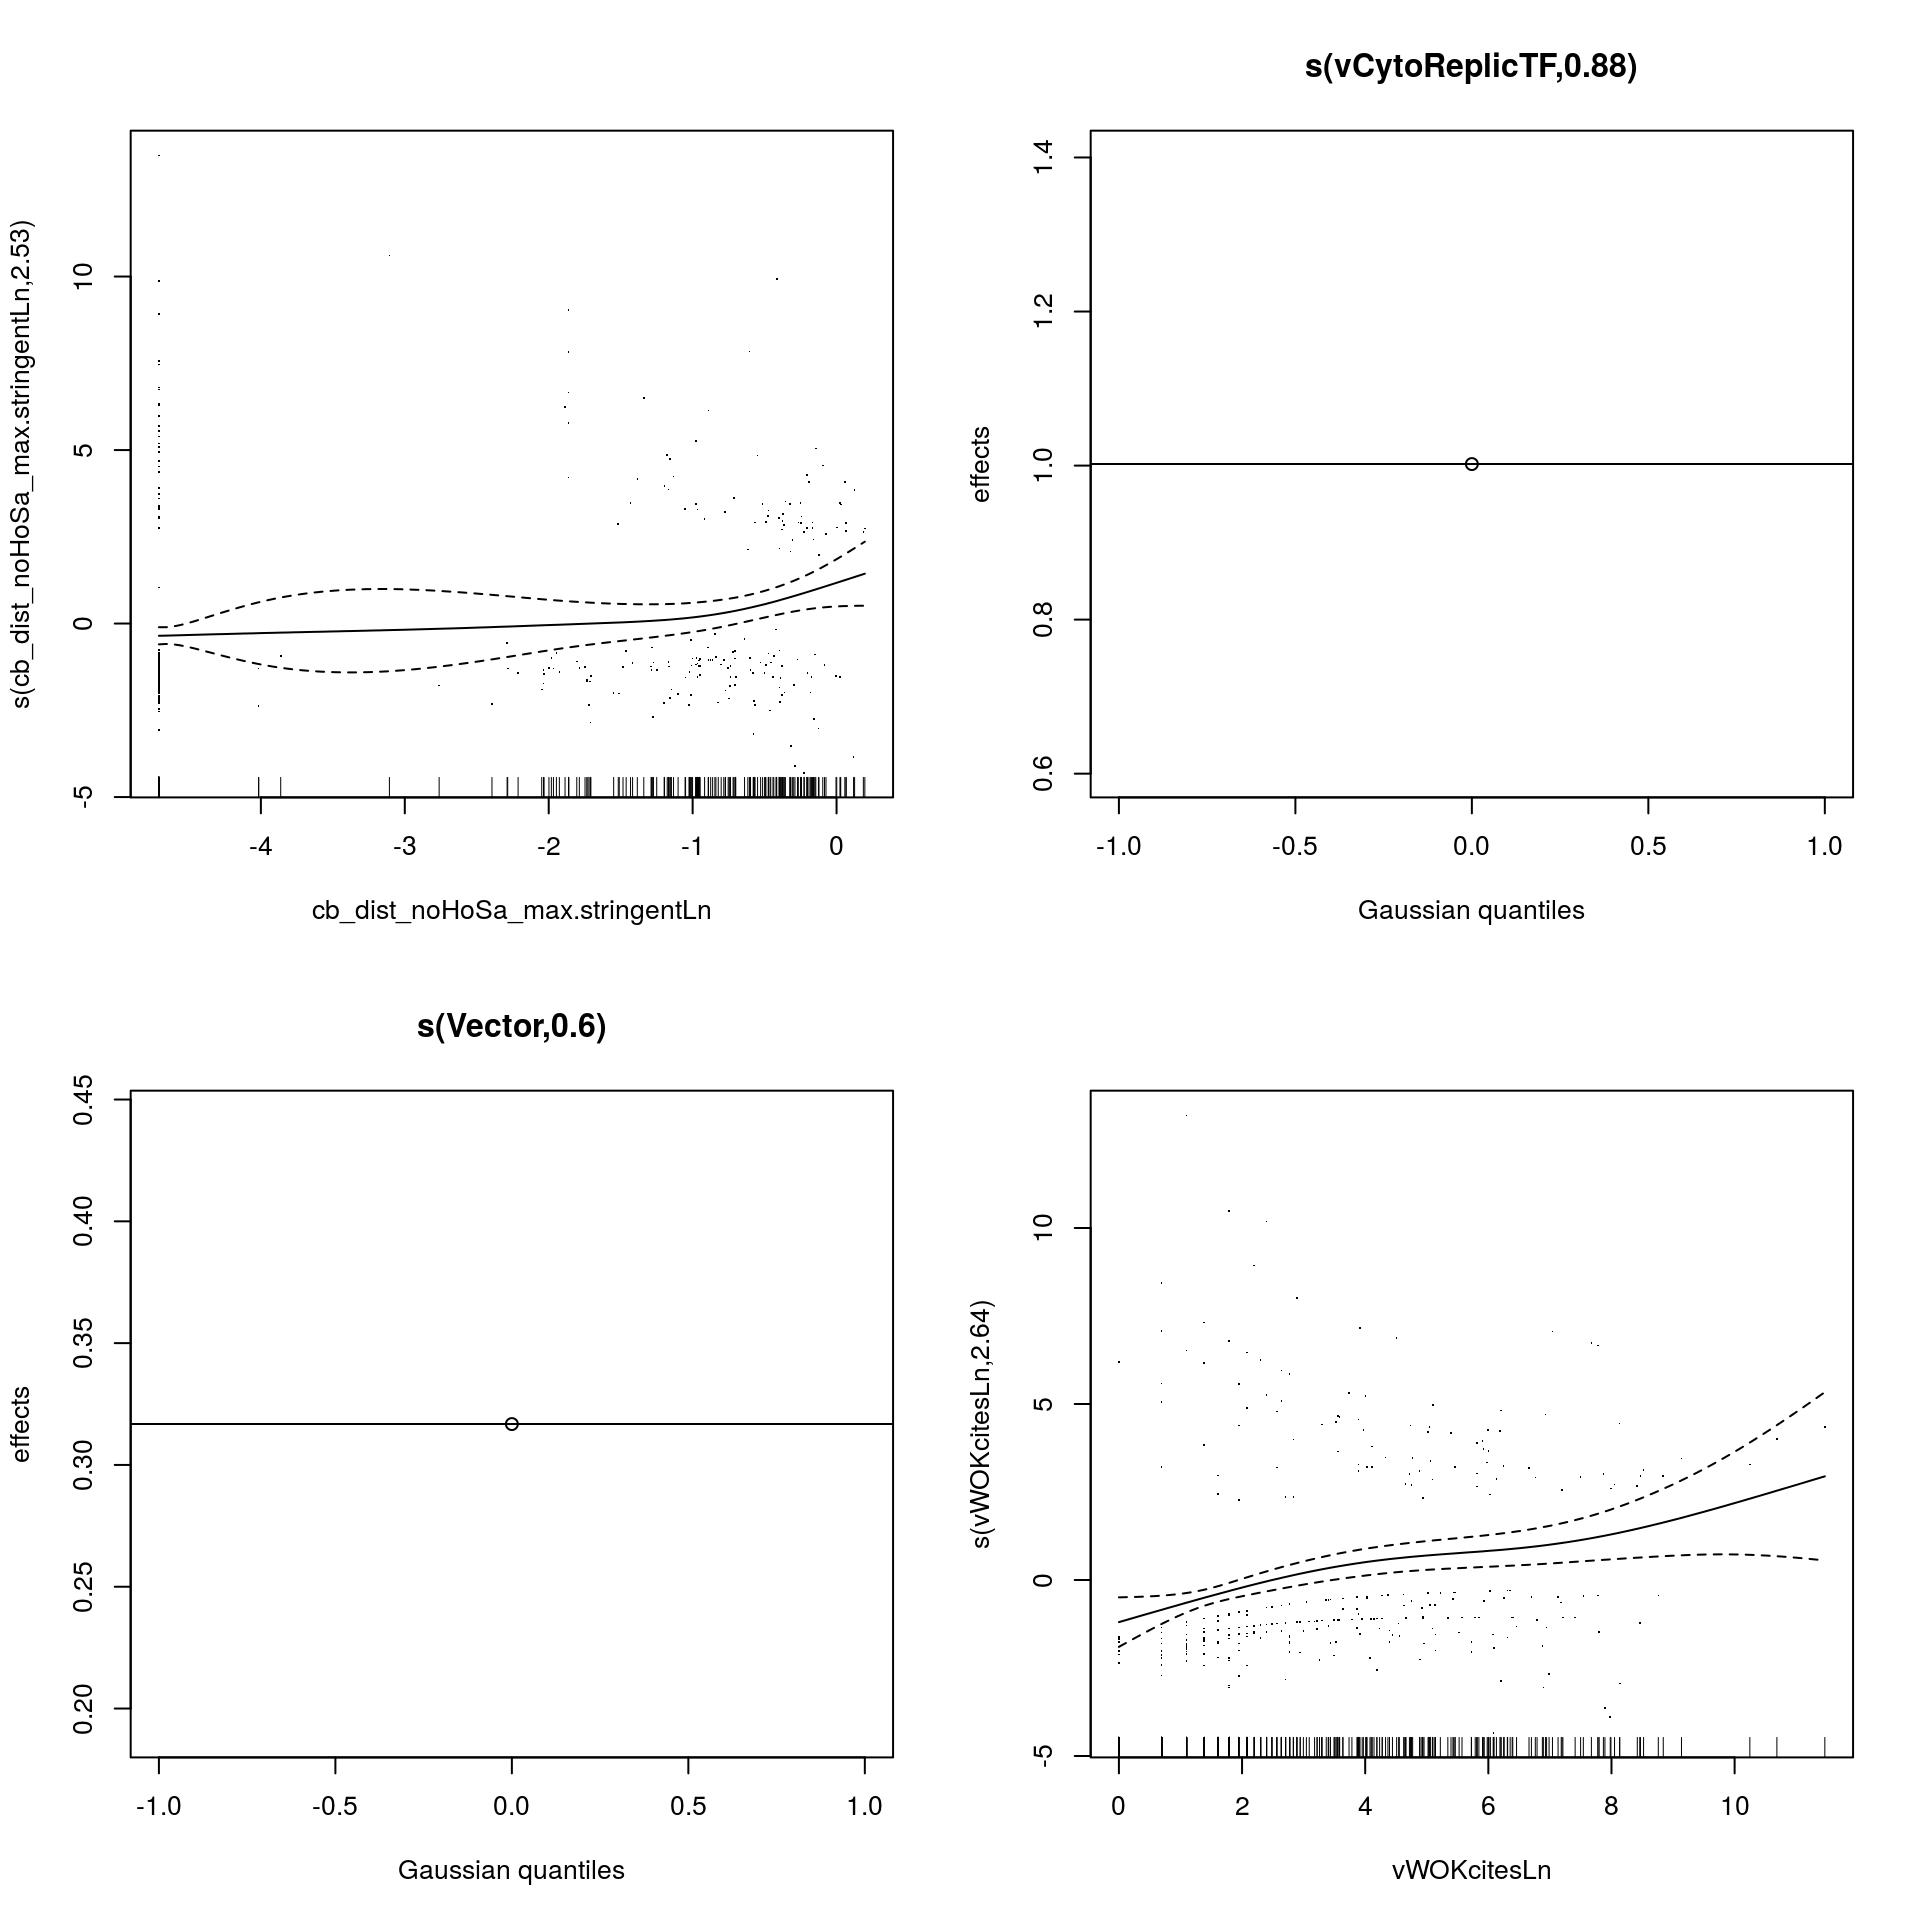 s(cb_dist_noHoSa_max.stringentLn,2.53)
10
5
0
-5
-4 -3 -2 -1 0
cb_dist_noHoSa_max.stringentLn
s(vCytoReplicTF,0.88)
effects
1.4
1.2
1.0
0.8
0.6
-1.0 -0.5 0.0 0.5 1.0
Gaussian quantiles
s(Vector,0.6)
effects
0.45
0.40
0.35
0.30
0.25
0.20
-1.0 -0.5 0.0 0.5 1.0
Gaussian quantiles
s(vWOKcitesLn,2.64)
10
5
0
-5
0 2 4 6 8 10
vWOKcitesLn